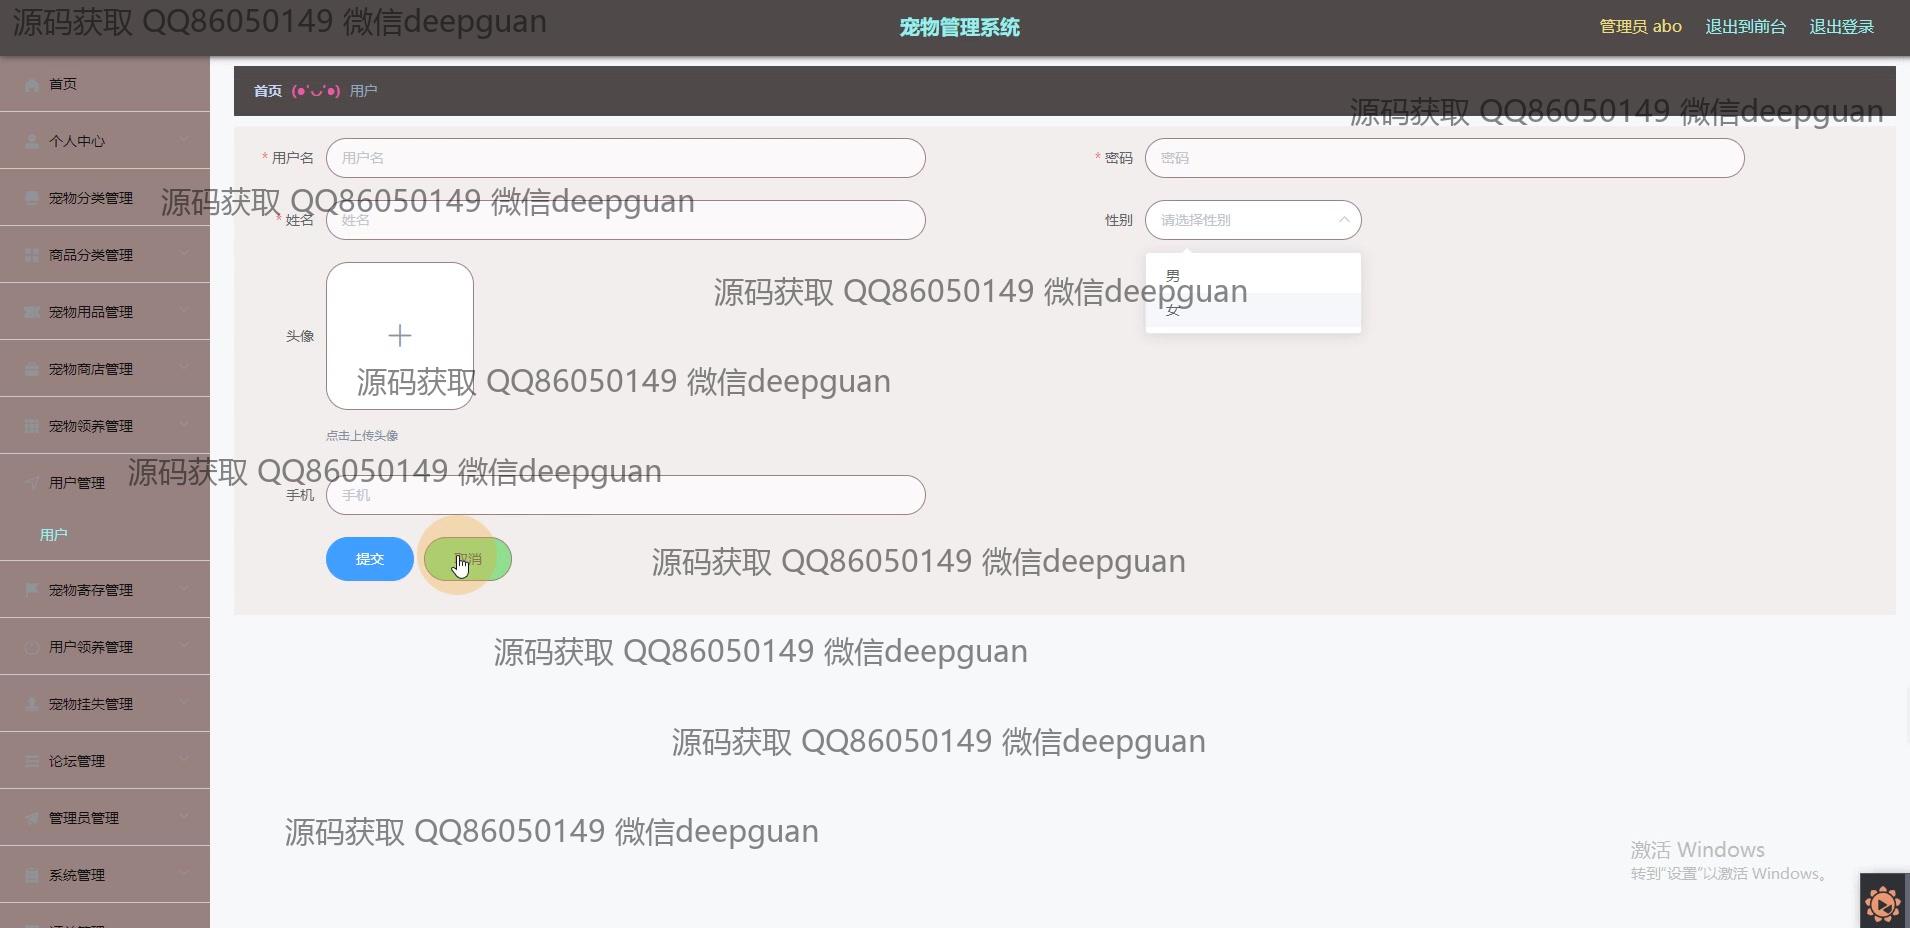 源码获取 QQ86050149 微信deepguan
宠物管理系统
管理员 abo
退出到前台
退出登录
首页
个人中心
宠物分类管理
商品分类管理
宠物用品管理
宠物商店管理
宠物领养管理
用户管理
用户
宠物寄存管理
用户领养管理
宠物挂失管理
论坛管理
管理员管理
系统管理
首页 (●'◡'●) 用户
源码获取 QQ86050149 微信deepguan
* 用户名 用户名
* 密码 密码
源码获取 QQ86050149 微信deepguan
* 姓名 姓名
性别 请选择性别
男
女
源码获取 QQ86050149 微信deepguan
头像
源码获取 QQ86050149 微信deepguan
点击上传头像
源码获取 QQ86050149 微信deepguan
手机 手机
提交
取消
源码获取 QQ86050149 微信deepguan
源码获取 QQ86050149 微信deepguan
源码获取 QQ86050149 微信deepguan
源码获取 QQ86050149 微信deepguan
激活 Windows
转到“设置”以激活 Windows。